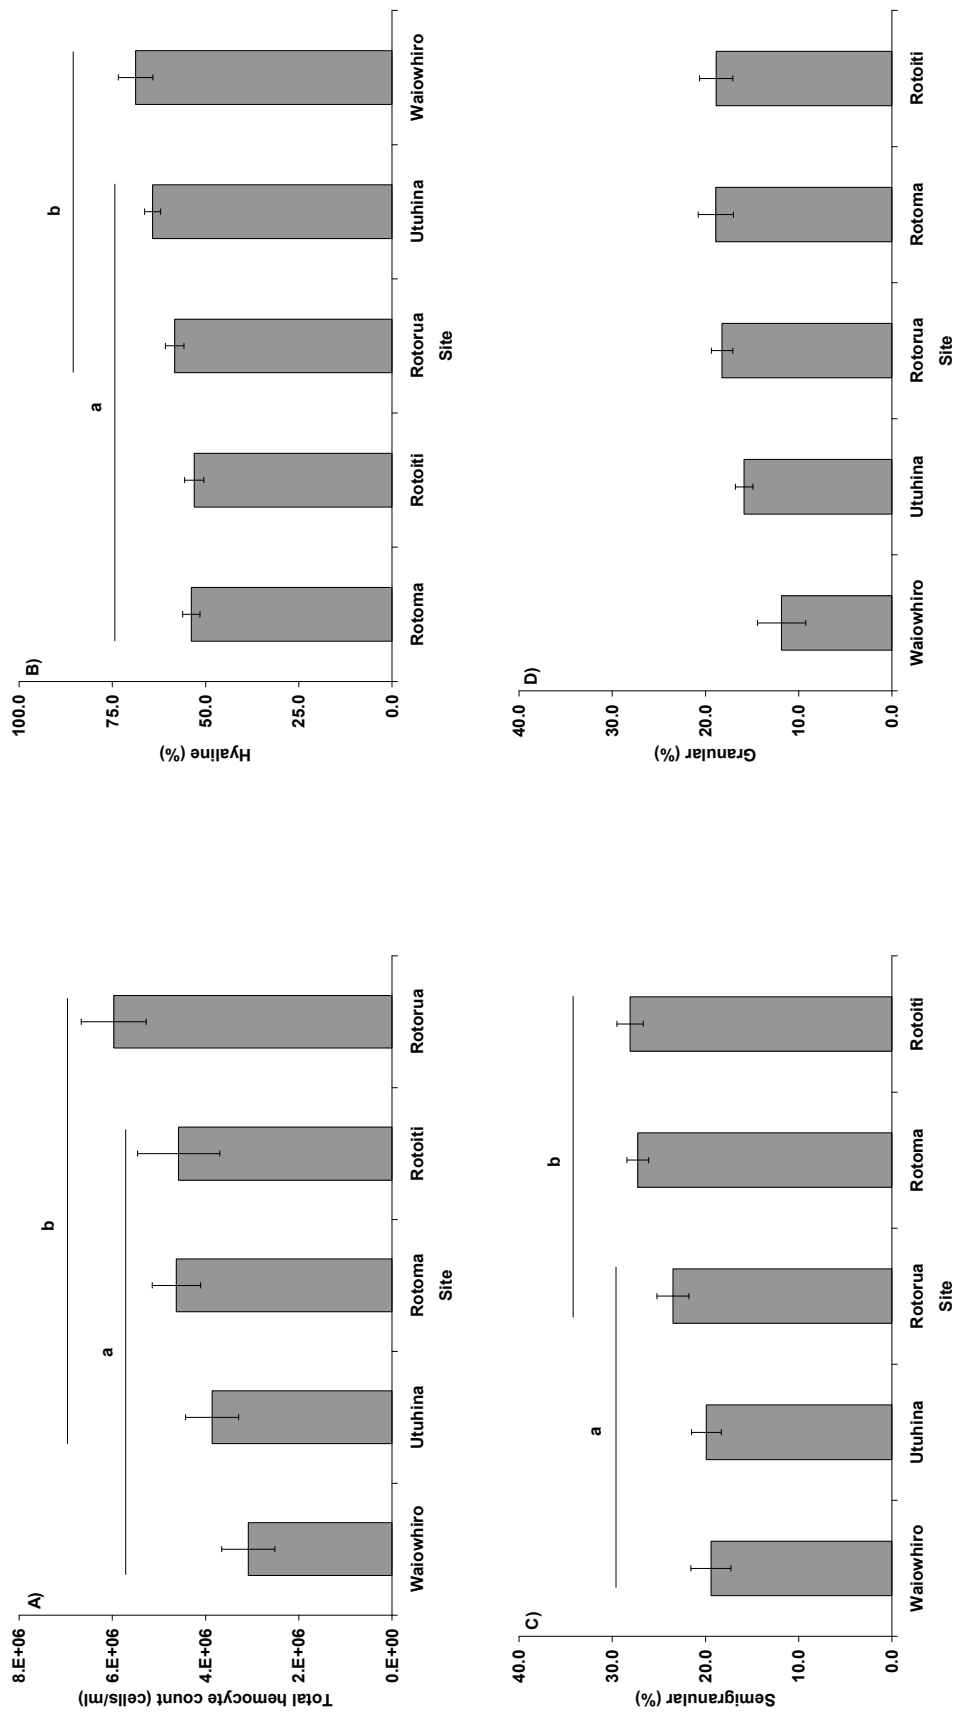 A)
Total hemocyte count (cells/ml)
8.E+06
6.E+06
4.E+06
2.E+06
0.E+00
b
a
Waiowhiro Utuhina Rotoma Rotoiti Rotorua
Site
B)
Hyaline (%)
100.0
75.0
50.0
25.0
0.0
b
a
Rotoma Rotoiti Rotorua Utuhina Waiowhiro
Site
C)
Semigranular (%)
40.0
30.0
20.0
10.0
0.0
b
a
Waiowhiro Utuhina Rotorua Rotoma Rotoiti
Site
D)
Granular (%)
40.0
30.0
20.0
10.0
0.0
Waiowhiro Utuhina Rotorua Rotoma Rotoiti
Site